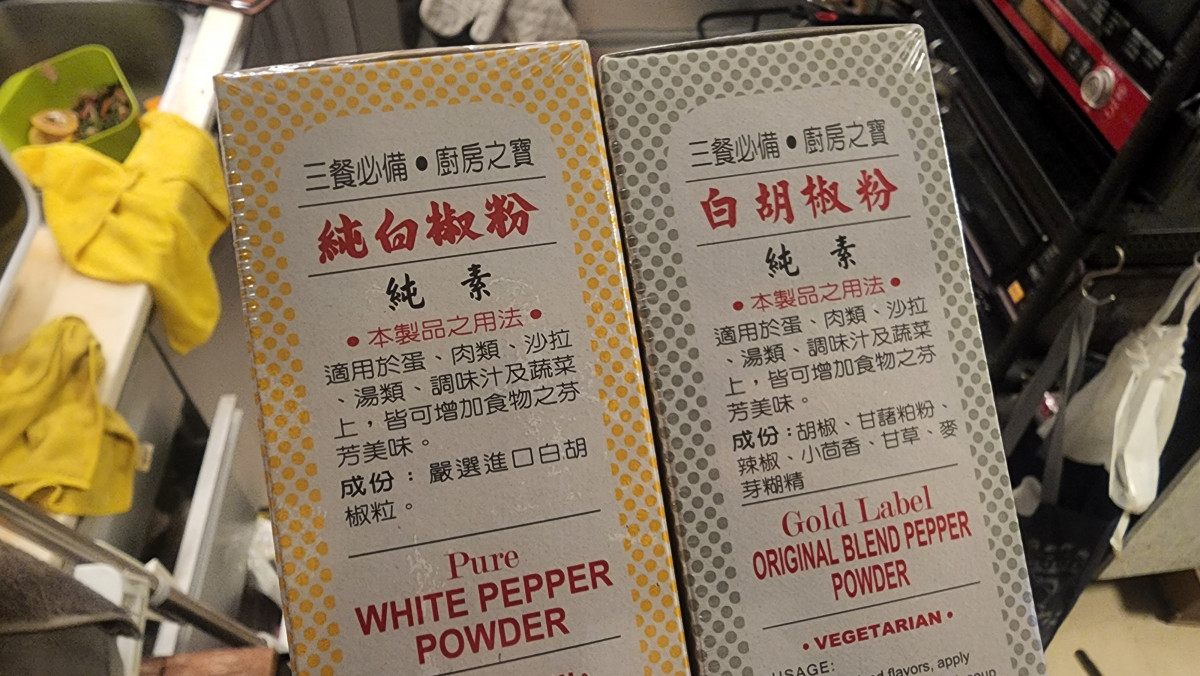 三餐必備•廚房之寶
純白椒粉
純 素
•本製品之用法•
適用於蛋、肉類、沙拉
、湯類、調味汁及蔬菜
上，皆可增加食物之芬
芳美味。
成份：嚴選進口白胡
椒粒。
Pure
WHITE PEPPER
POWDER
三餐必備•廚房之寶
白胡椒粉
純 素
•本製品之用法•
適用於蛋、肉類、沙拉
、湯類、調味汁及蔬菜
上，皆可增加食物之芬
芳美味。
成份：胡椒、甘藷粕粉、
辣椒、小茴香、甘草、麥
芽糊精
Gold Label
ORIGINAL BLEND PEPPER
POWDER
•VEGETARIAN•
USAGE:
flavors, apply